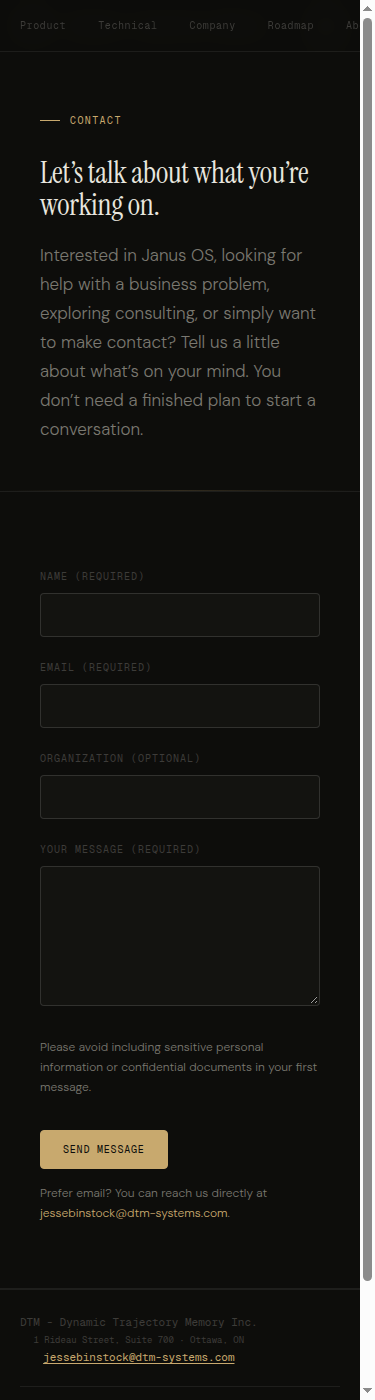 Product Technical Company Roadmap Ab
CONTACT
Let's talk about what you're
working on.
Interested in Janus OS, looking for
help with a business problem,
exploring consulting, or simply want
to make contact? Tell us a little
about what's on your mind. You
don't need a finished plan to start a
conversation.
NAME (REQUIRED)
EMAIL (REQUIRED)
ORGANIZATION (OPTIONAL)
YOUR MESSAGE (REQUIRED)
Please avoid including sensitive personal
information or confidential documents in your first
message.
SEND MESSAGE
Prefer email? You can reach us directly at
jessebinstock@dtm-systems.com.
DTM - Dynamic Trajectory Memory Inc.
1 Rideau Street, Suite 700 · Ottawa, ON
jessebinstock@dtm-systems.com